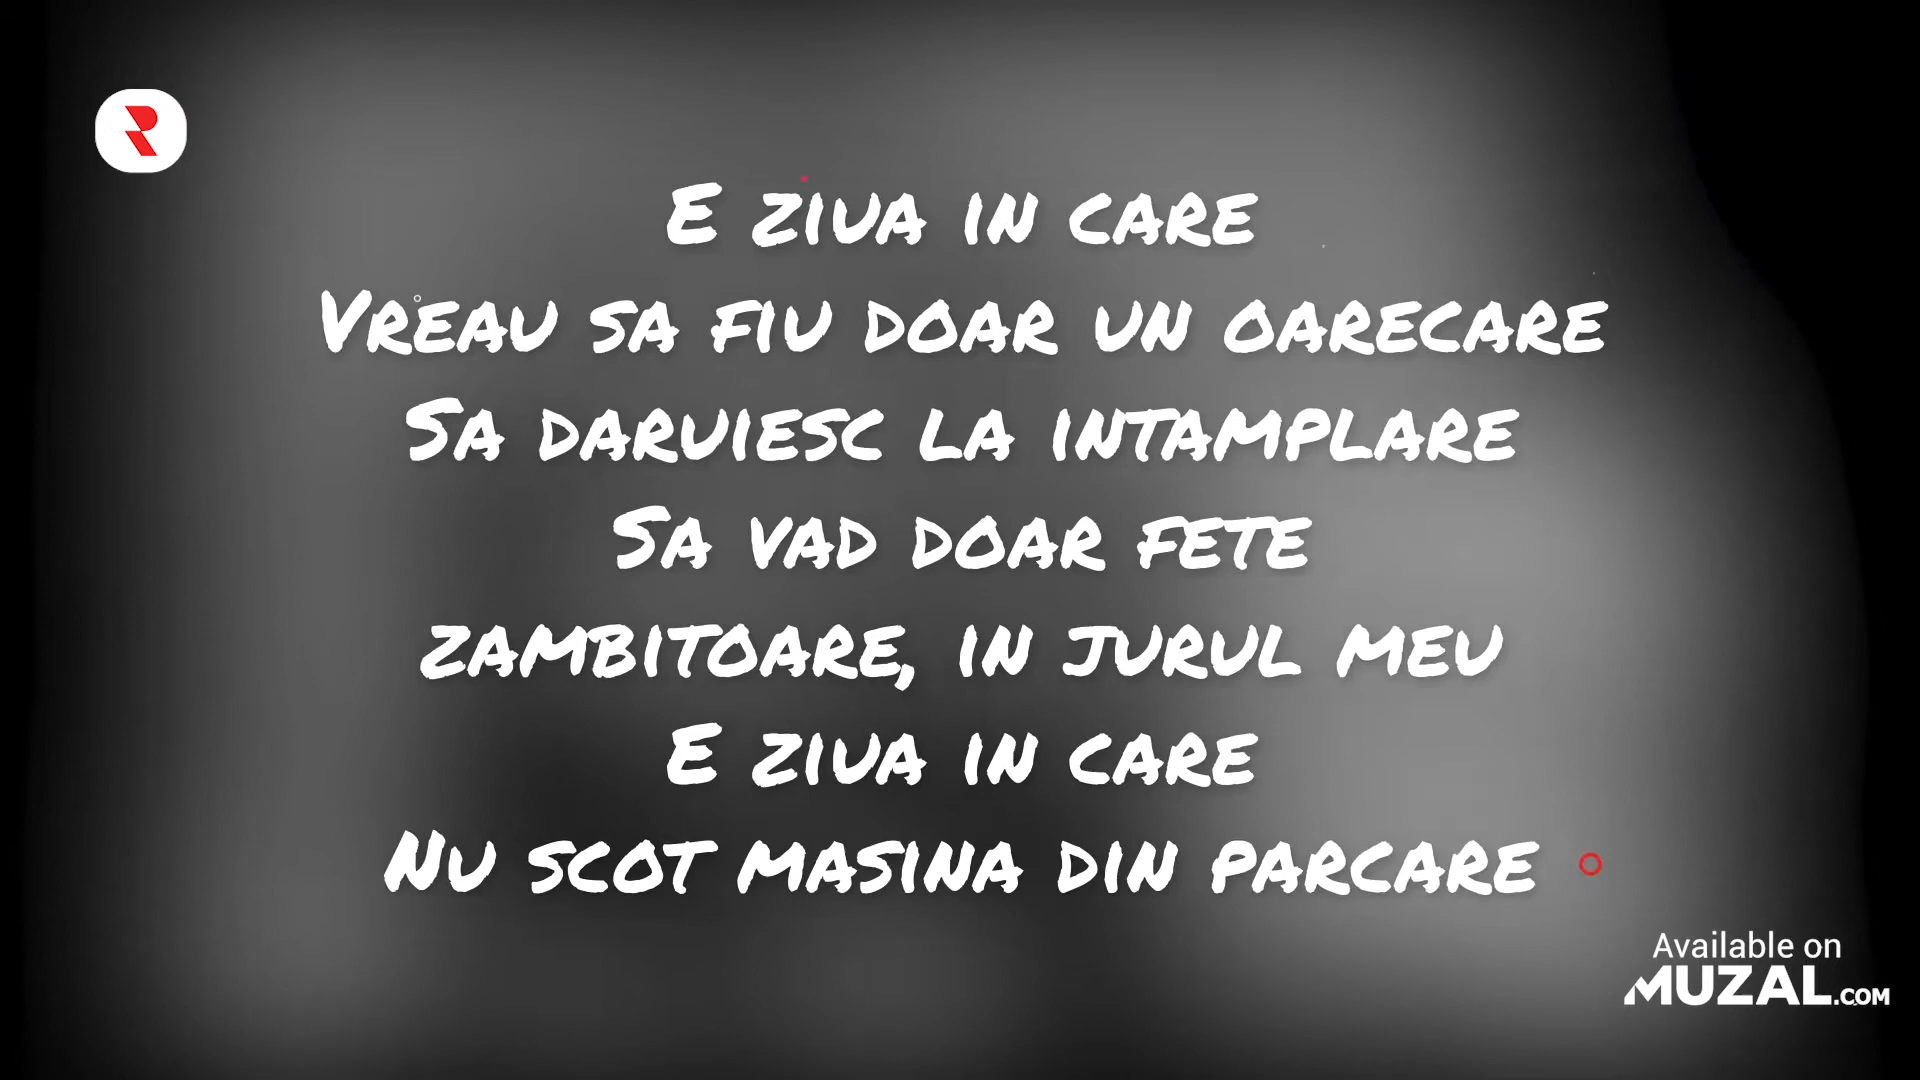 E ziua in care
Vreau sa fiu doar un oarecare
Sa daruiesc la intamplare
Sa vad doar fete
zambitoare, in jurul meu
E ziua in care
Nu scot masina din parcare
Available on
MUZAL.COM